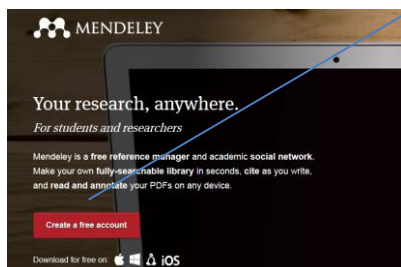 MENDELEY
Your research, anywhere.
For students and researchers
Mendeley is a free reference manager and academic social network.
Make your own fully-searchable library in seconds, cite as you write,
and read and annotate your PDFs on any device.
Create a free account
Download for free on: iOS